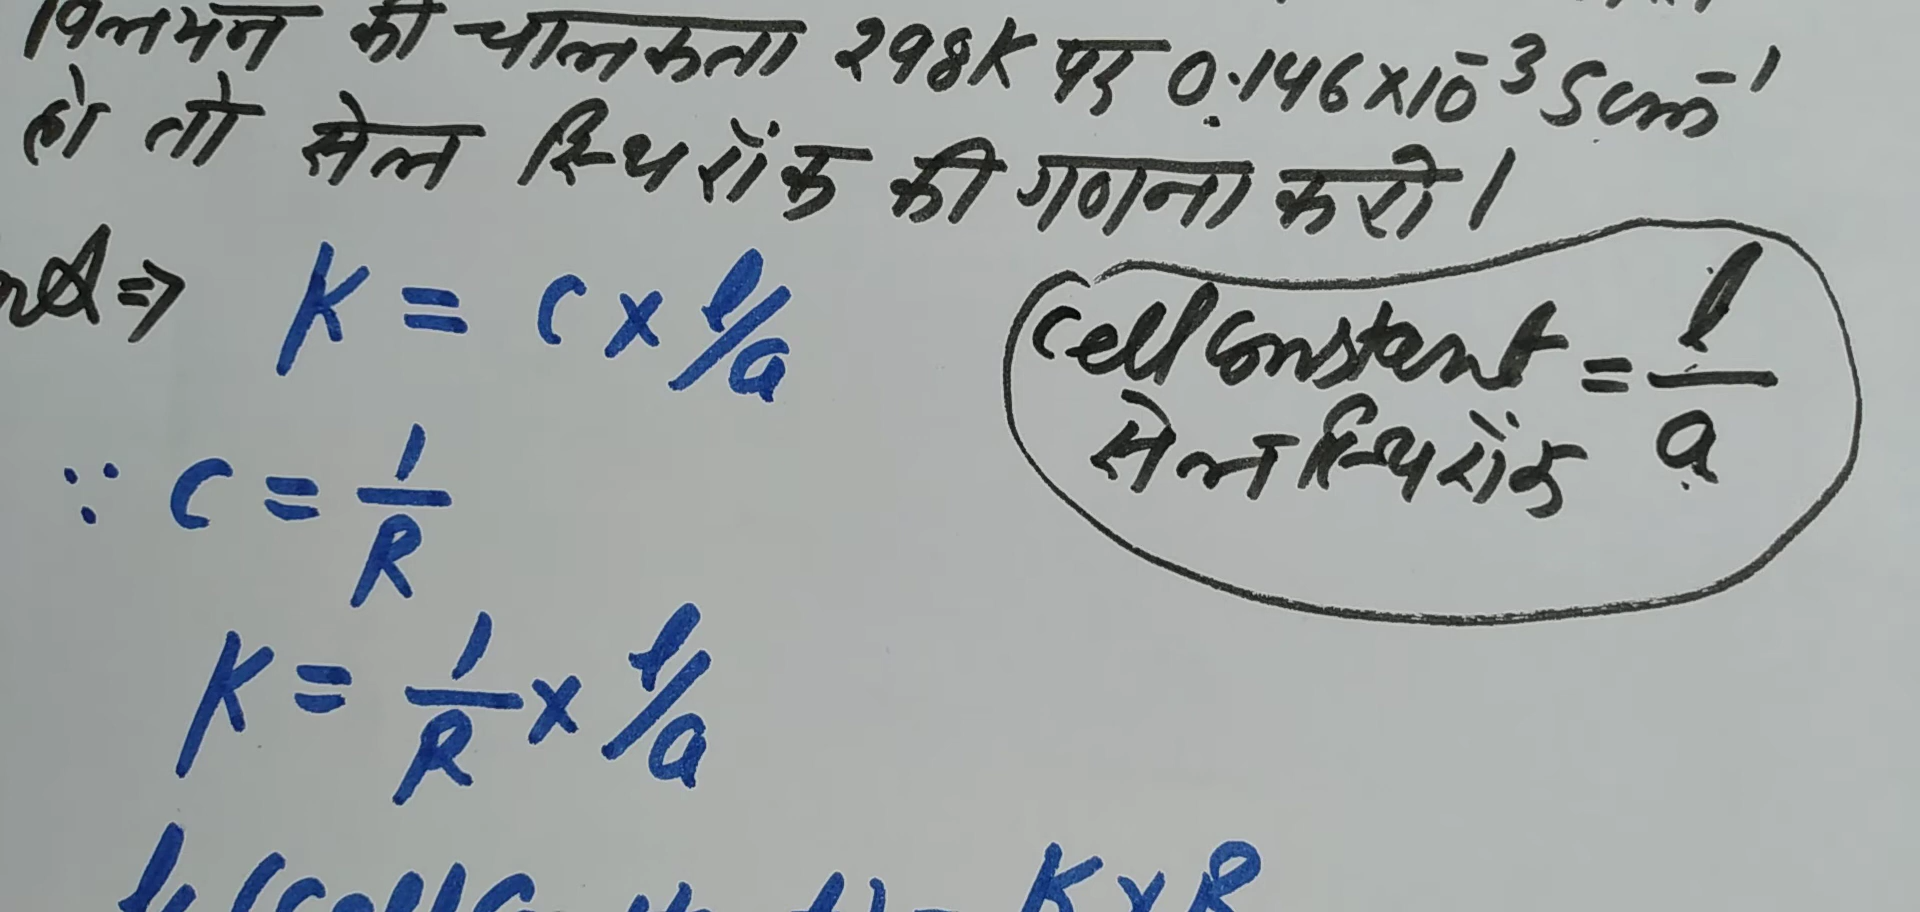 विलयन की चालकता 298K पर 0.146×10⁻³ S cm⁻¹
हो तो सेल स्थिरांक की गणना करो।
⇒ K = C × l/a
Cell Constant = l/a
सेल स्थिरांक
∵ C = 1/R
K = 1/R × l/a
K×R